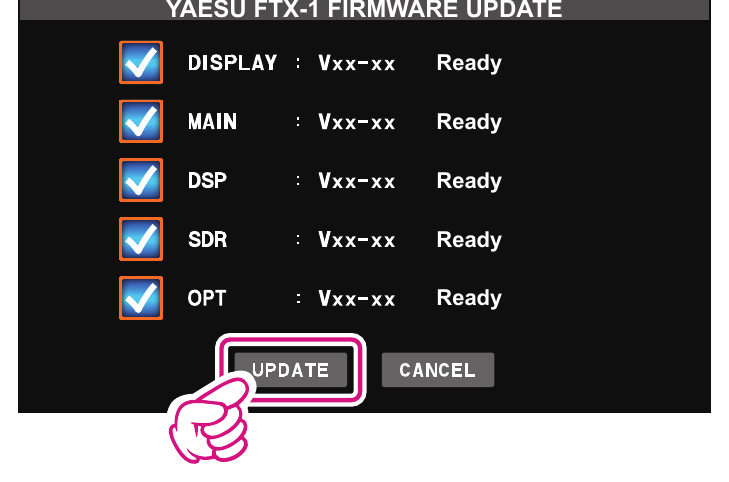 YAESU FTX-1 FIRMWARE UPDATE
DISPLAY : Vxx-xx Ready
MAIN : Vxx-xx Ready
DSP : Vxx-xx Ready
SDR : Vxx-xx Ready
OPT : Vxx-xx Ready
UPDATE CANCEL